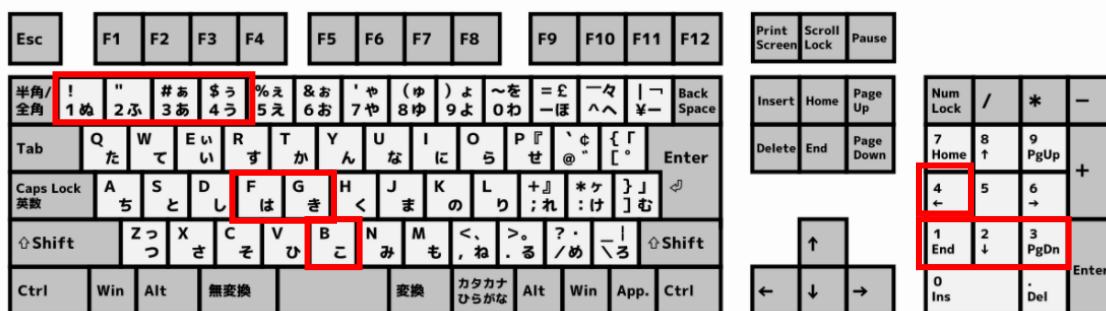 Esc F1 F2 F3 F4 F5 F6 F7 F8 F9 F10 F11 F12 Print Screen Scroll Lock Pause
半角/全角 ! 1 ぬ " 2 ふ # ぁ 3 あ $ ぅ 4 う % ぇ 5 え & ぉ 6 お ' ゃ 7 や ( ゅ 8 ゆ ) ょ 9 よ ~ を 0 わ = £ - ほ ¯ 々 ^ へ | ¬ ¥ ー Back Space Insert Home Page Up Num Lock / * -
Tab Q た W て E ぃ い R す T か Y ん U な I に O ら P 『 せ ` ¢ @ ゛ { 「 [ ゜ Enter Delete End Page Down 7 Home 8 ↑ 9 PgUp +
Caps Lock 英数 A ち S と D し F は G き H く J ま K の L り + 』 ; れ * ヶ : け } 」 ] む ⏎ 4 ← 5 6 →
⇧Shift Z っ つ X さ C そ V ひ B こ N み M も < 、 , ね > 。 . る ? ・ / め _ | \ ろ ⇧Shift ↑ 1 End 2 ↓ 3 PgDn Enter
Ctrl Win Alt 無変換 変換 カタカナ ひらがな Alt Win App. Ctrl ← ↓ → 0 Ins . Del